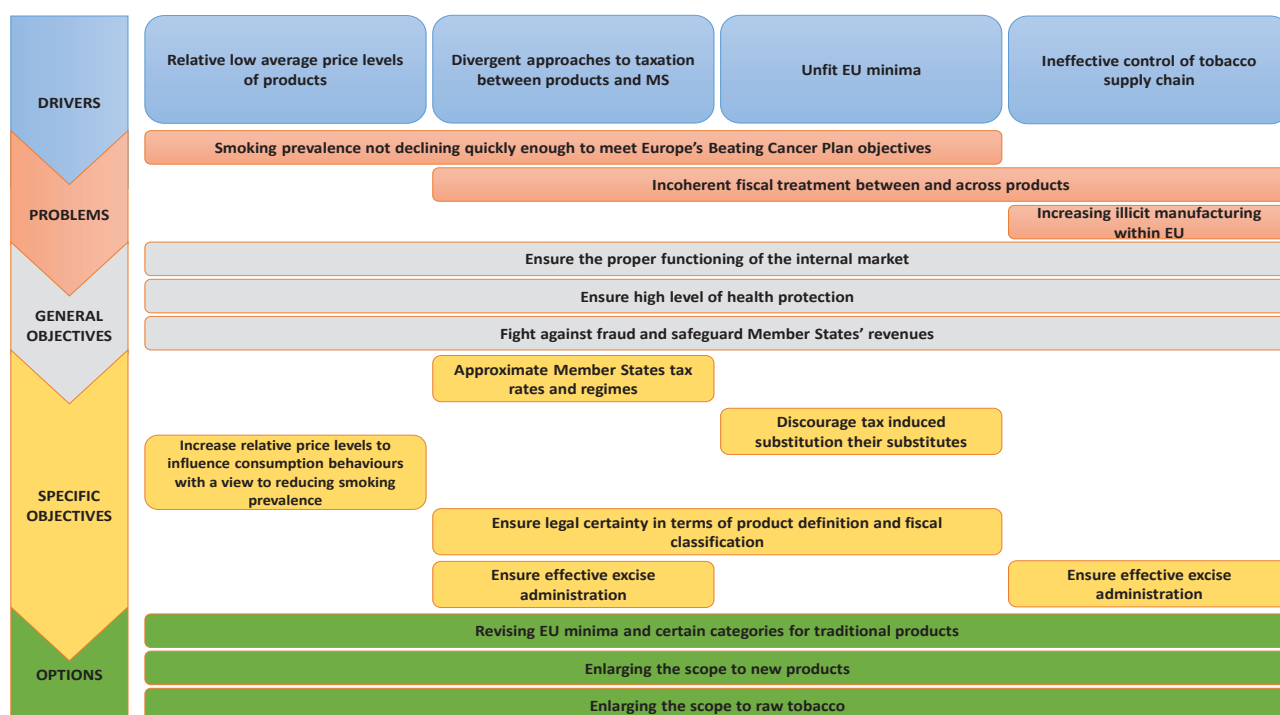 DRIVERS
Relative low average price levels
of products
Divergent approaches to taxation
between products and MS
Unfit EU minima
Ineffective control of tobacco
supply chain
PROBLEMS
Smoking prevalence not declining quickly enough to meet Europe's Beating Cancer Plan objectives
Incoherent fiscal treatment between and across products
Increasing illicit manufacturing
within EU
GENERAL
OBJECTIVES
Ensure the proper functioning of the internal market
Ensure high level of health protection
Fight against fraud and safeguard Member States' revenues
SPECIFIC
OBJECTIVES
Approximate Member States tax
rates and regimes
Discourage tax induced
substitution their substitutes
Increase relative price levels to
influence consumption behaviours
with a view to reducing smoking
prevalence
Ensure legal certainty in terms of product definition and fiscal
classification
Ensure effective excise
administration
Ensure effective excise
administration
OPTIONS
Revising EU minima and certain categories for traditional products
Enlarging the scope to new products
Enlarging the scope to raw tobacco